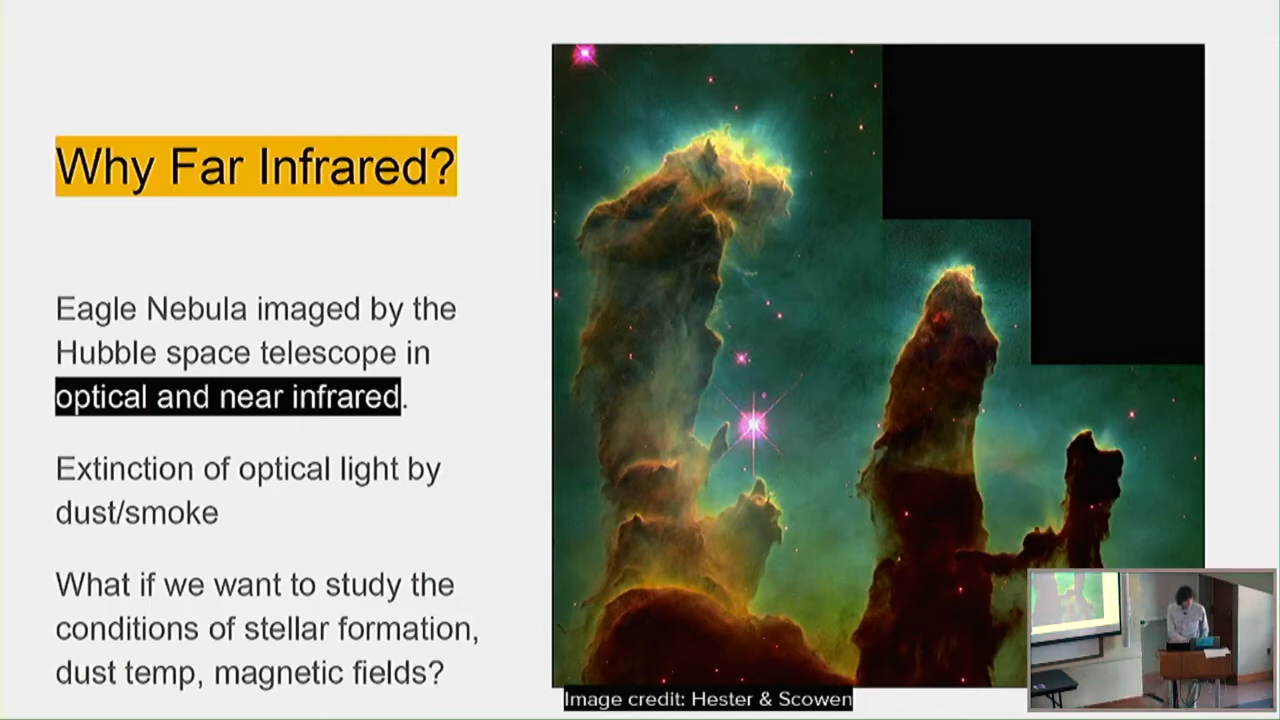 Why Far Infrared?
Eagle Nebula imaged by the
Hubble space telescope in
optical and near infrared.
Extinction of optical light by
dust/smoke
What if we want to study the
conditions of stellar formation,
dust temp, magnetic fields?
Image credit: Hester & Scowen